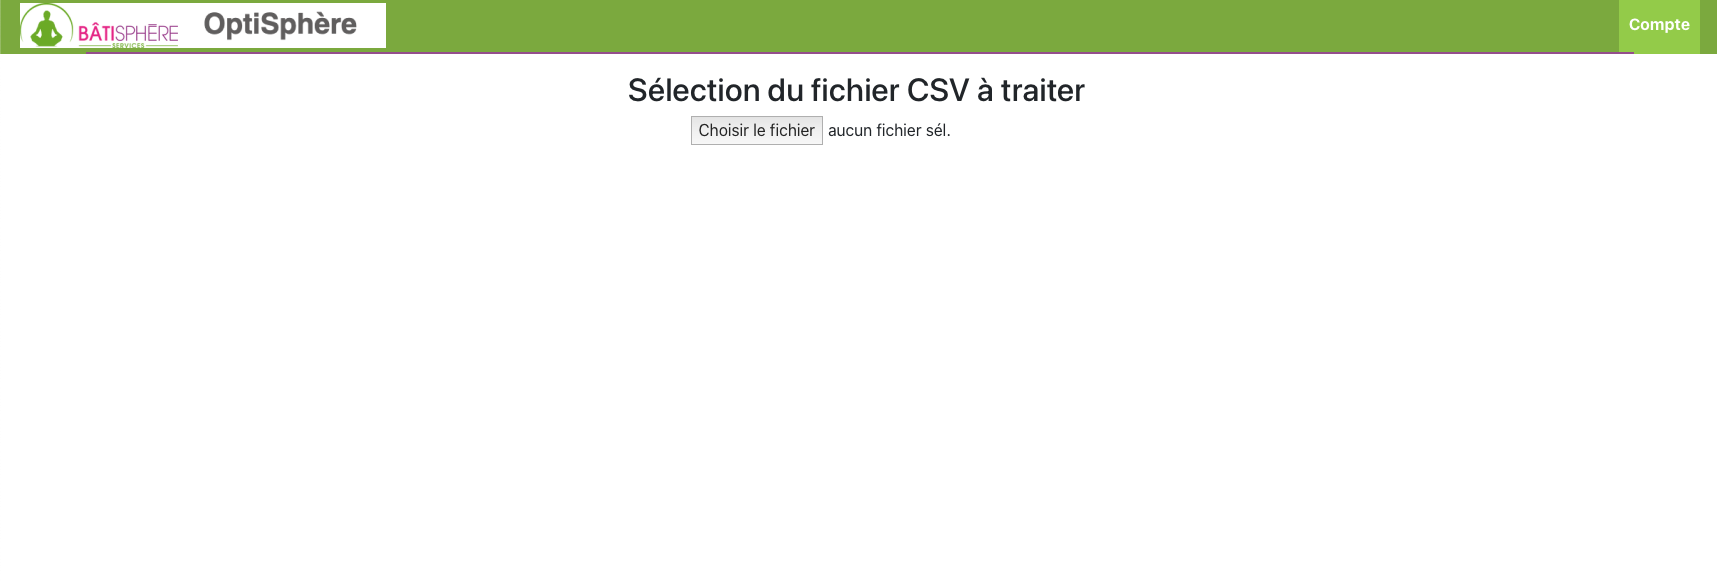 BÂTISPHÈRE
SERVICES
OptiSphère
Compte
Sélection du fichier CSV à traiter
Choisir le fichier aucun fichier sél.